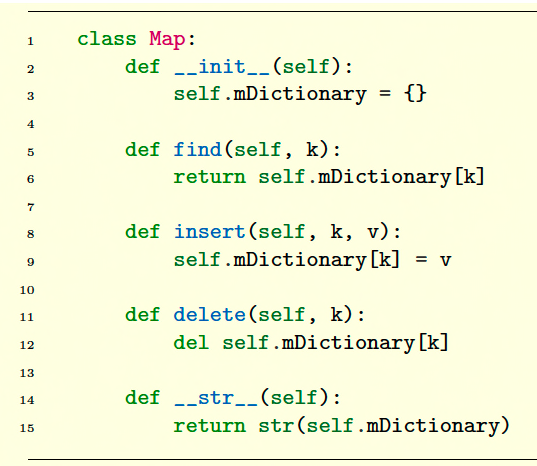 1 class Map:
2     def __init__(self):
3         self.mDictionary = {}
4
5     def find(self, k):
6         return self.mDictionary[k]
7
8     def insert(self, k, v):
9         self.mDictionary[k] = v
10
11     def delete(self, k):
12         del self.mDictionary[k]
13
14     def __str__(self):
15         return str(self.mDictionary)